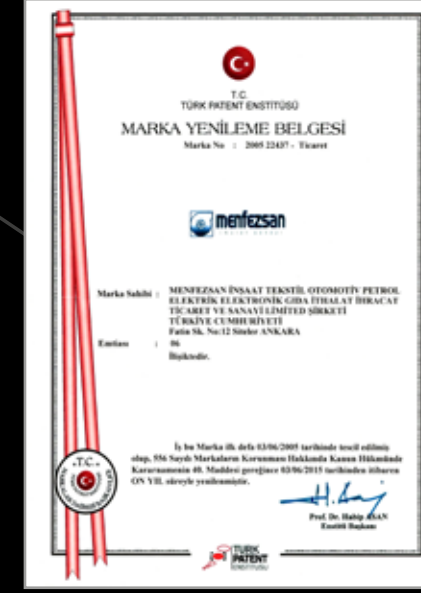 T.C.
TÜRK PATENT ENSTİTÜSÜ
MARKA YENİLEME BELGESİ
Marka No : 2005 22437 - Ticaret
menfezsan
Marka Sahibi : MENFEZSAN İNŞAAT TEKSTİL OTOMOTİV PETROL
ELEKTRİK ELEKTRONİK GIDA İTHALAT İHRACAT
TİCARET VE SANAYİ LİMİTED ŞİRKETİ
TÜRKİYE CUMHURİYETİ
Fatin Sk. No:12 Siteler ANKARA
Emtiası : 06
İlişiktedir.
İş bu Marka ilk defa 03/06/2005 tarihinde tescil edilmiş
olup, 556 Sayılı Markaların Korunması Hakkında Kanun Hükmünde
Kararnamenin 40. Maddesi gereğince 03/06/2015 tarihinden itibaren
ON YIL süreyle yenilenmiştir.
Prof. Dr. Habip ASAN
Enstitü Başkanı
T.C.
TÜRK
PATENT
ENSTİTÜSÜ